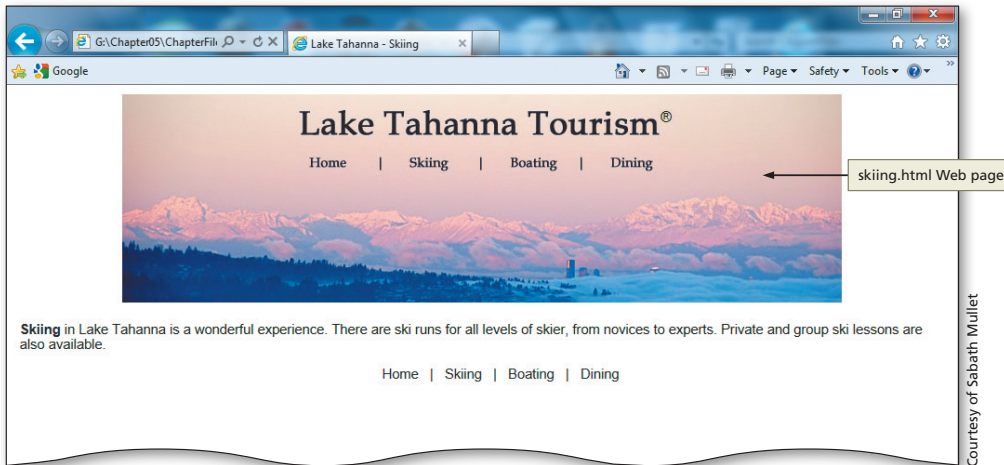 G:\Chapter05\ChapterFil
Lake Tahanna - Skiing
Google
Page Safety Tools
Lake Tahanna Tourism®
Home | Skiing | Boating | Dining
skiing.html Web page
Skiing in Lake Tahanna is a wonderful experience. There are ski runs for all levels of skier, from novices to experts. Private and group ski lessons are
also available.
Home | Skiing | Boating | Dining
Courtesy of Sabath Mullet